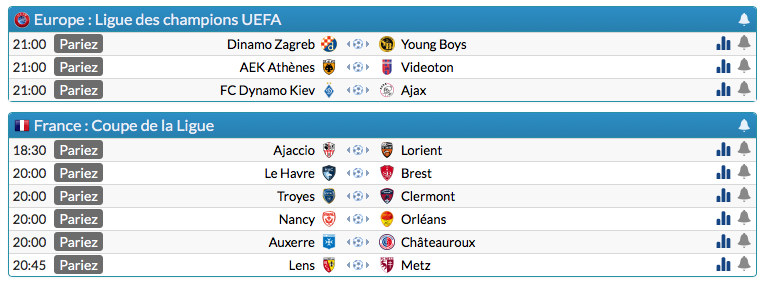 Europe : Ligue des champions UEFA
21:00 Pariez Dinamo Zagreb Young Boys
21:00 Pariez AEK Athènes Videoton
21:00 Pariez FC Dynamo Kiev Ajax
France : Coupe de la Ligue
18:30 Pariez Ajaccio Lorient
20:00 Pariez Le Havre Brest
20:00 Pariez Troyes Clermont
20:00 Pariez Nancy Orléans
20:00 Pariez Auxerre Châteauroux
20:45 Pariez Lens Metz